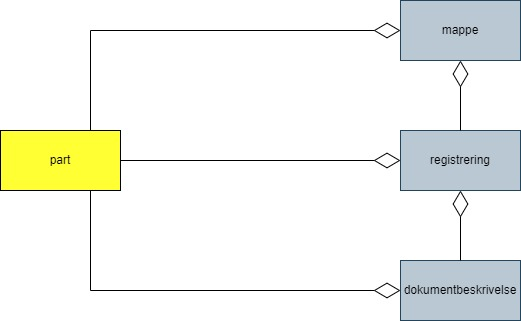 mappe
part
registrering
dokumentbeskrivelse